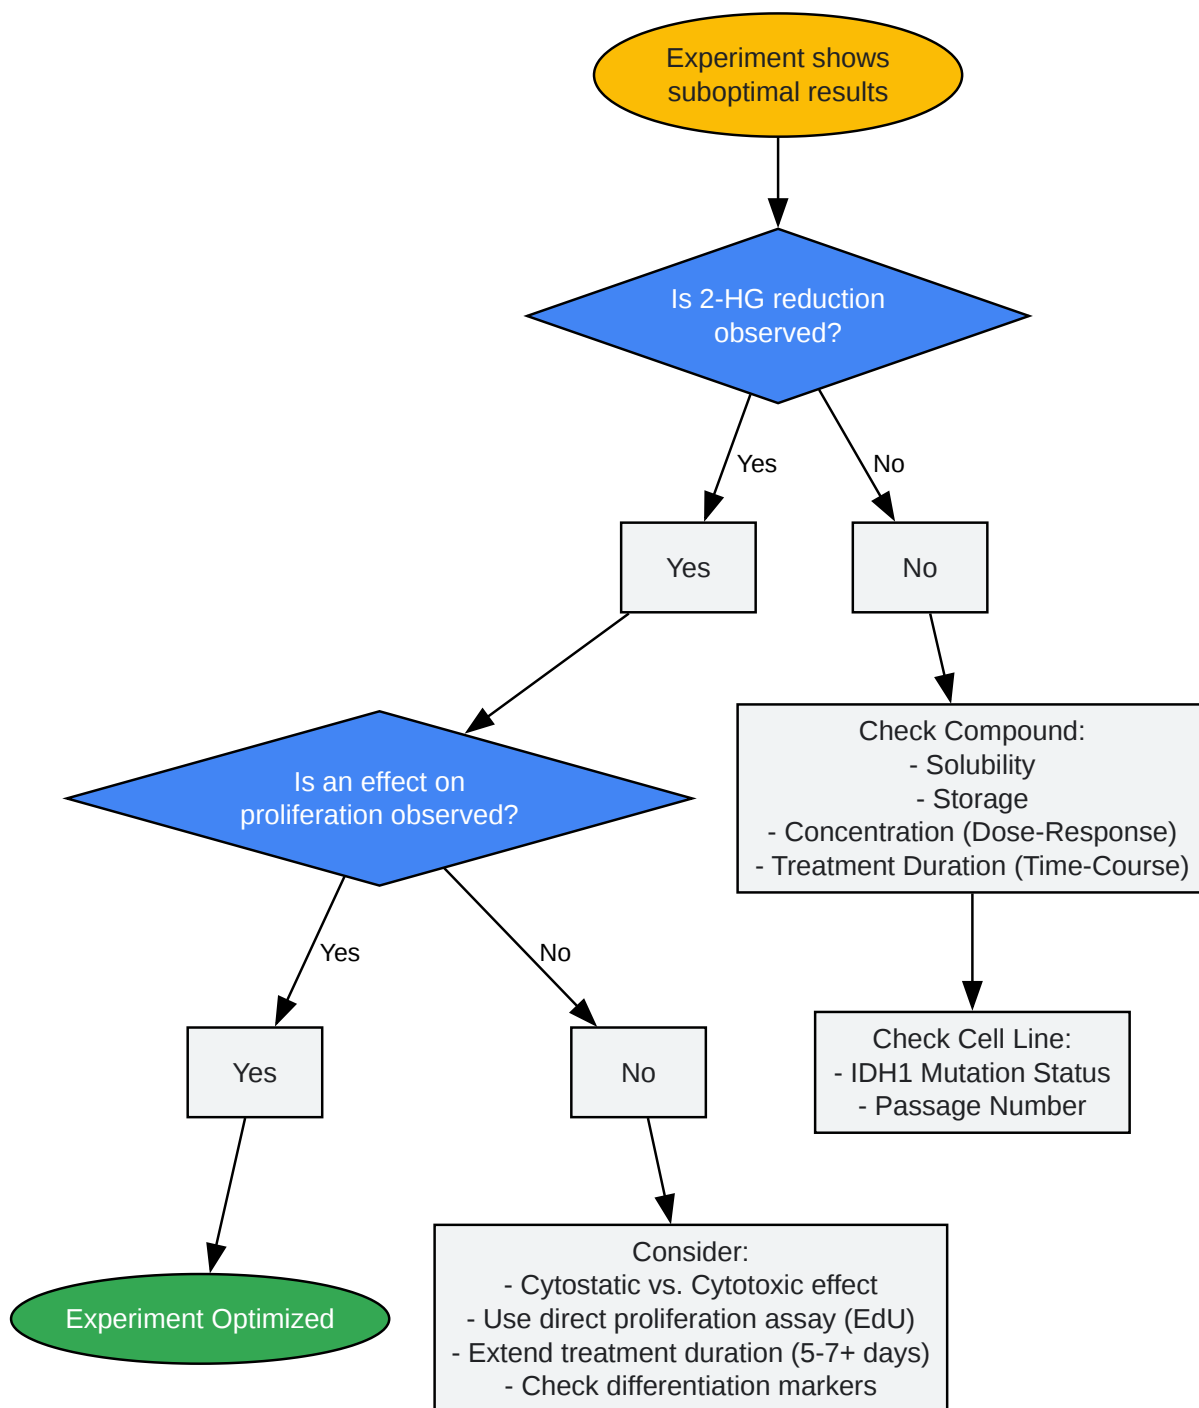 Experiment shows
suboptimal results
Is 2-HG reduction
observed?
Yes
No
Yes
No
Check Compound:
- Solubility
- Storage
- Concentration (Dose-Response)
- Treatment Duration (Time-Course)
Is an effect on
proliferation observed?
Yes
No
Check Cell Line:
- IDH1 Mutation Status
- Passage Number
Yes
No
Consider:
- Cytostatic vs. Cytotoxic effect
- Use direct proliferation assay (EdU)
- Extend treatment duration (5-7+ days)
- Check differentiation markers
Experiment Optimized